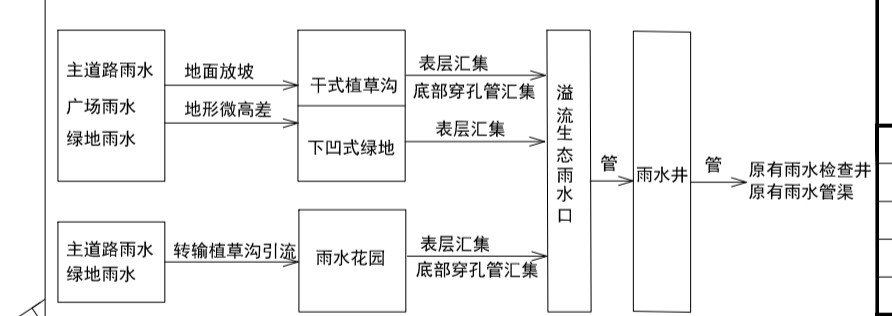 主道路雨水
广场雨水
绿地雨水
地面放坡
地形微高差
干式植草沟
下凹式绿地
表层汇集
底部穿孔管汇集
表层汇集
主道路雨水
绿地雨水
转输植草沟引流
雨水花园
表层汇集
底部穿孔管汇集
溢流生态雨水口
管
雨水井
管
原有雨水检查井
原有雨水管渠